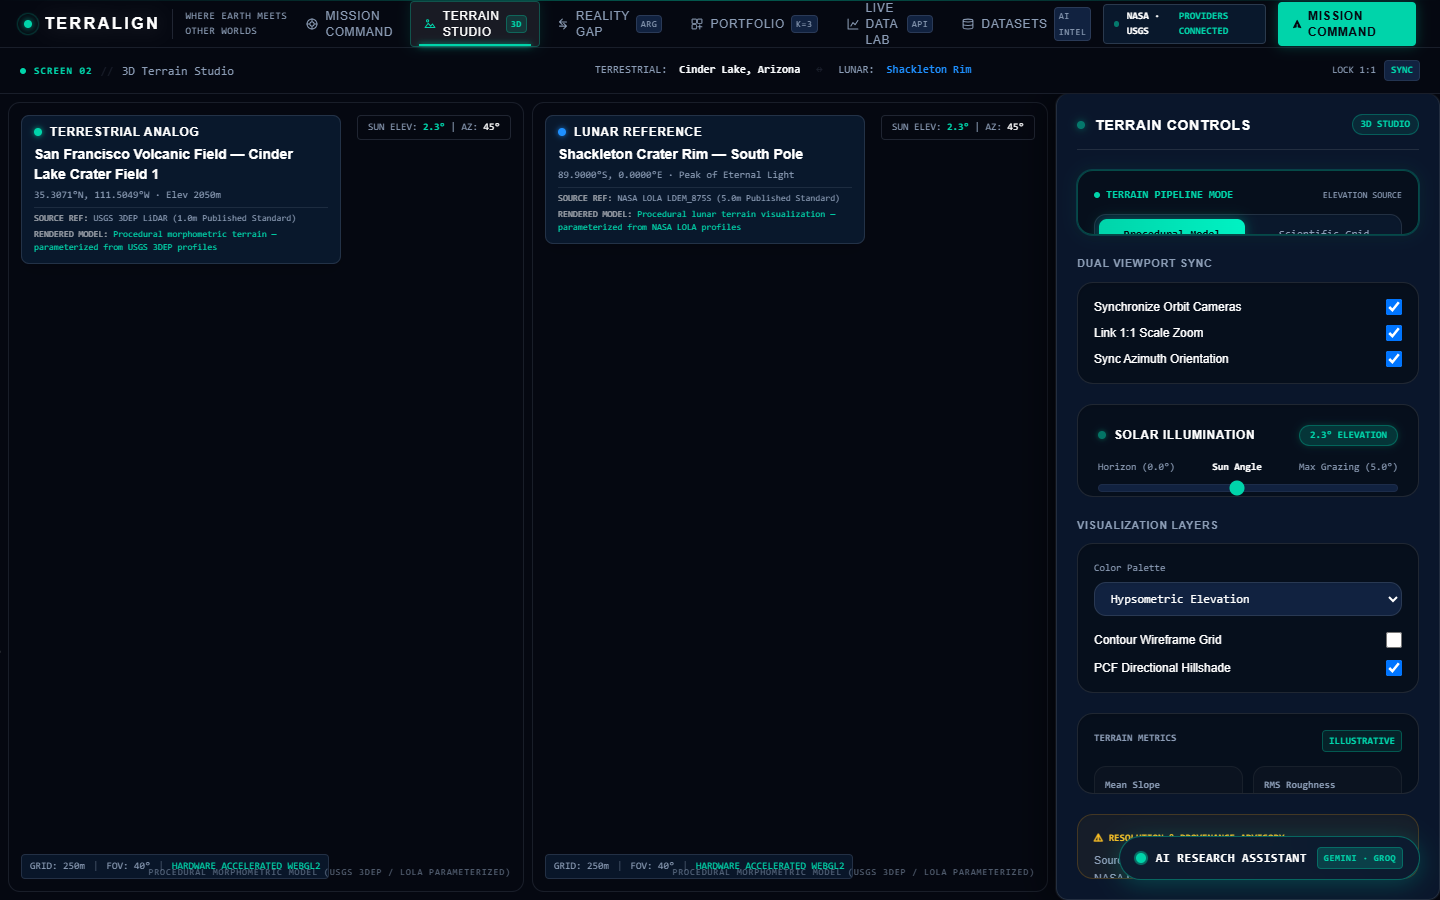 TERRALIGN
WHERE EARTH MEETS
OTHER WORLDS
MISSION
COMMAND
TERRAIN
STUDIO
3D
REALITY
GAP
ARG
PORTFOLIO
K=3
LIVE
DATA
LAB
API
DATASETS
AI
INTEL
NASA ·
USGS
PROVIDERS
CONNECTED
MISSION
COMMAND
SCREEN 02 // 3D Terrain Studio
TERRESTRIAL: Cinder Lake, Arizona
LUNAR: Shackleton Rim
LOCK 1:1 SYNC
TERRESTRIAL ANALOG
San Francisco Volcanic Field — Cinder
Lake Crater Field 1
35.3071°N, 111.5049°W · Elev 2050m
SOURCE REF: USGS 3DEP LiDAR (1.0m Published Standard)
RENDERED MODEL: Procedural morphometric terrain —
parameterized from USGS 3DEP profiles
SUN ELEV: 2.3° | AZ: 45°
GRID: 250m | FOV: 40° | HARDWARE ACCELERATED WEBGL2
PROCEDURAL MORPHOMETRIC MODEL (USGS 3DEP / LOLA PARAMETERIZED)
LUNAR REFERENCE
Shackleton Crater Rim — South Pole
89.9000°S, 0.0000°E · Peak of Eternal Light
SOURCE REF: NASA LOLA LDEM_875S (5.0m Published Standard)
RENDERED MODEL: Procedural lunar terrain visualization —
parameterized from NASA LOLA profiles
SUN ELEV: 2.3° | AZ: 45°
GRID: 250m | FOV: 40° | HARDWARE ACCELERATED WEBGL2
PROCEDURAL MORPHOMETRIC MODEL (USGS 3DEP / LOLA PARAMETERIZED)
TERRAIN CONTROLS
3D STUDIO
TERRAIN PIPELINE MODE
ELEVATION SOURCE
Procedural Model
Scientific Grid
DUAL VIEWPORT SYNC
Synchronize Orbit Cameras
Link 1:1 Scale Zoom
Sync Azimuth Orientation
SOLAR ILLUMINATION
2.3° ELEVATION
Horizon (0.0°)
Sun Angle
Max Grazing (5.0°)
VISUALIZATION LAYERS
Color Palette
Hypsometric Elevation
Contour Wireframe Grid
PCF Directional Hillshade
TERRAIN METRICS
ILLUSTRATIVE
Mean Slope
RMS Roughness
RESOLUTION & PROVENANCE ADVISORY
AI RESEARCH ASSISTANT
GEMINI · GROQ